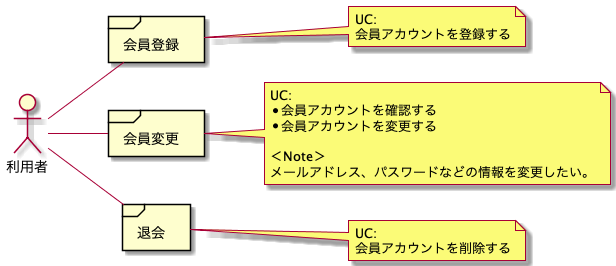 会員登録
UC:
会員アカウントを登録する
利用者
会員変更
UC:
•会員アカウントを確認する
•会員アカウントを変更する
＜Note＞
メールアドレス、パスワードなどの情報を変更したい。
退会
UC:
会員アカウントを削除する